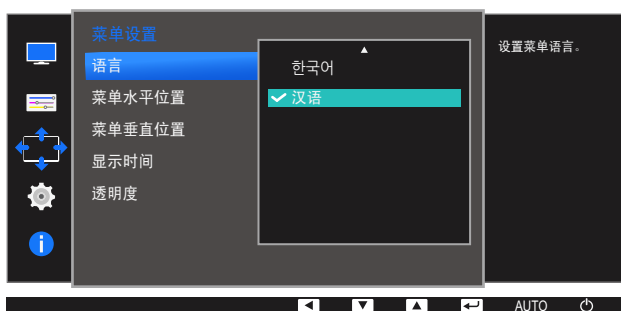 菜单设置
语言
菜单水平位置
菜单垂直位置
显示时间
透明度
한국어
汉语
设置菜单语言。
AUTO